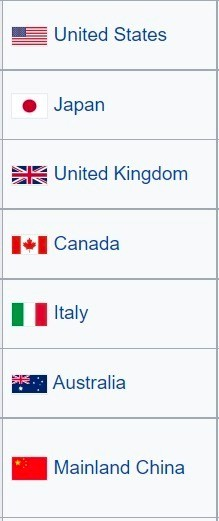 United States
Japan
United Kingdom
Canada
Italy
Australia
Mainland China